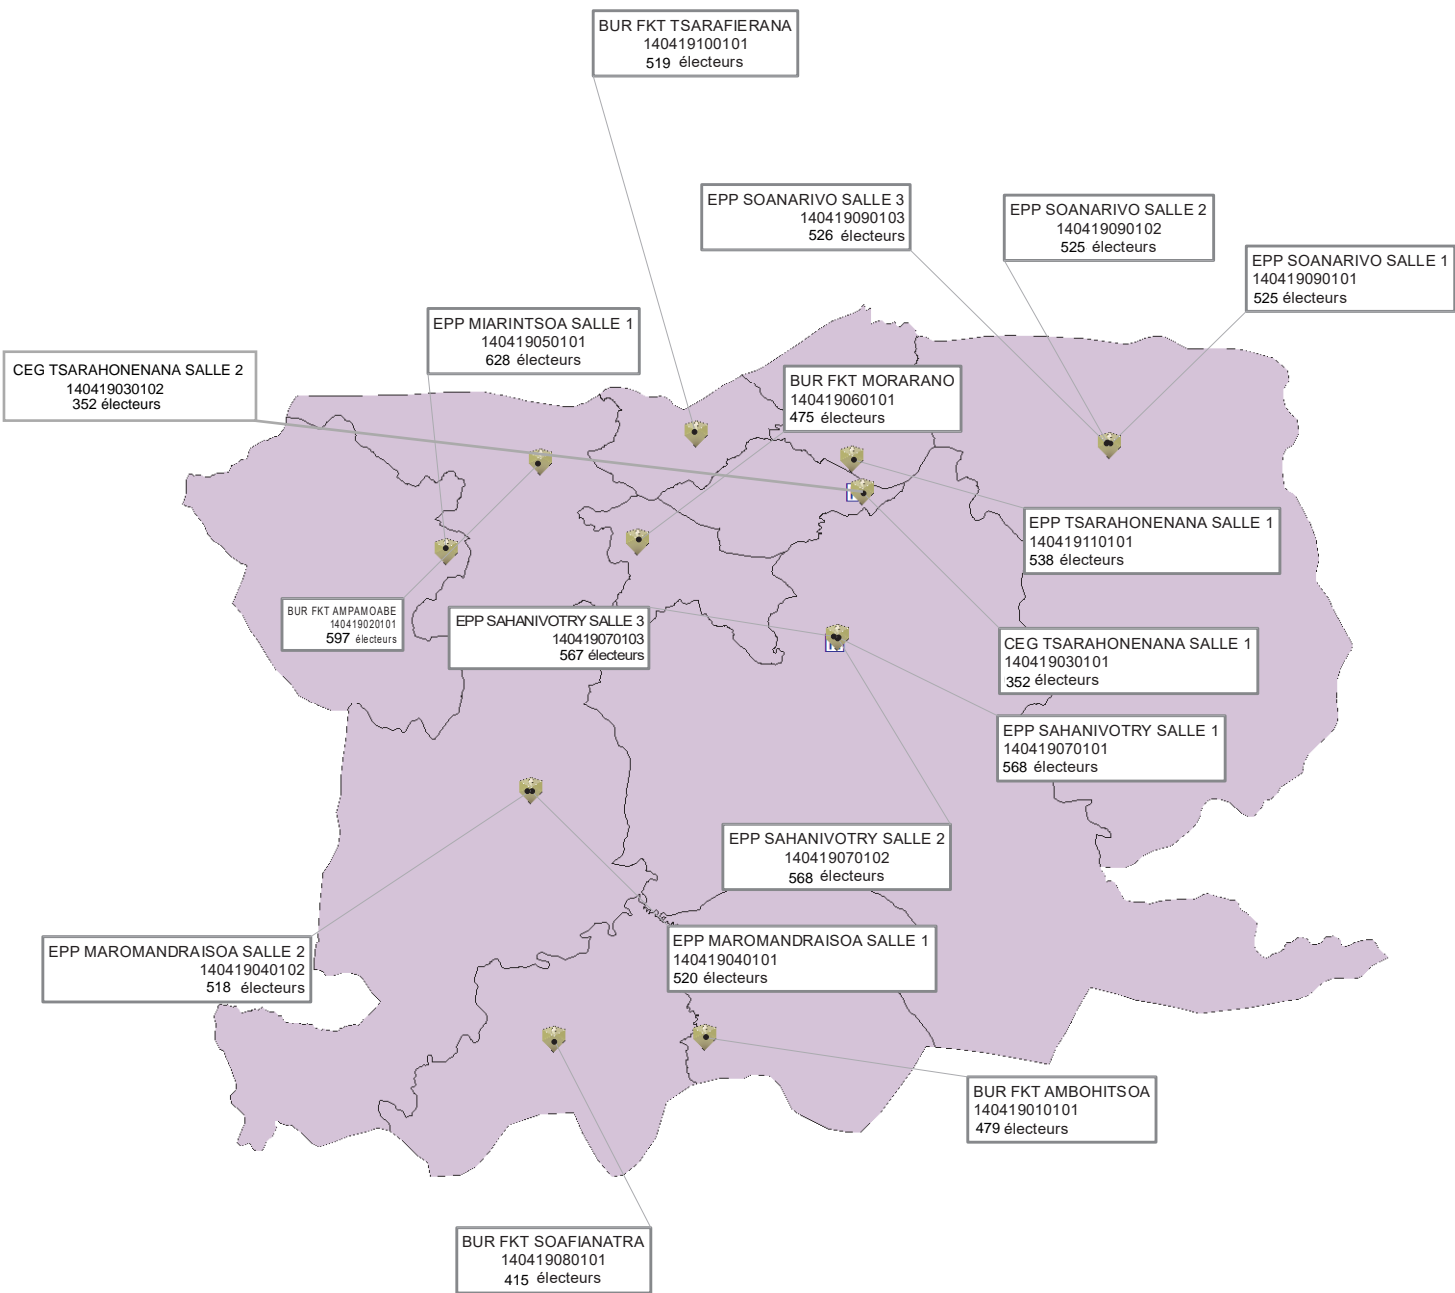 BUR FKT TSARAFIERANA
140419100101
519 électeurs
EPP SOANARIVO SALLE 3
140419090103
526 électeurs
EPP SOANARIVO SALLE 2
140419090102
525 électeurs
EPP SOANARIVO SALLE 1
140419090101
525 électeurs
EPP MIARINTSOA SALLE 1
140419050101
628 électeurs
CEG TSARAHONENANA SALLE 2
140419030102
352 électeurs
BUR FKT MORARANO
140419060101
475 électeurs
EPP TSARAHONENANA SALLE 1
140419110101
538 électeurs
BUR FKT AMPAMOABE
140419020101
597 électeurs
EPP SAHANIVOTRY SALLE 3
140419070103
567 électeurs
CEG TSARAHONENANA SALLE 1
140419030101
352 électeurs
EPP SAHANIVOTRY SALLE 1
140419070101
568 électeurs
EPP SAHANIVOTRY SALLE 2
140419070102
568 électeurs
EPP MAROMANDRAISOA SALLE 2
140419040102
518 électeurs
EPP MAROMANDRAISOA SALLE 1
140419040101
520 électeurs
BUR FKT AMBOHITSOA
140419010101
479 électeurs
BUR FKT SOAFIANATRA
140419080101
415 électeurs